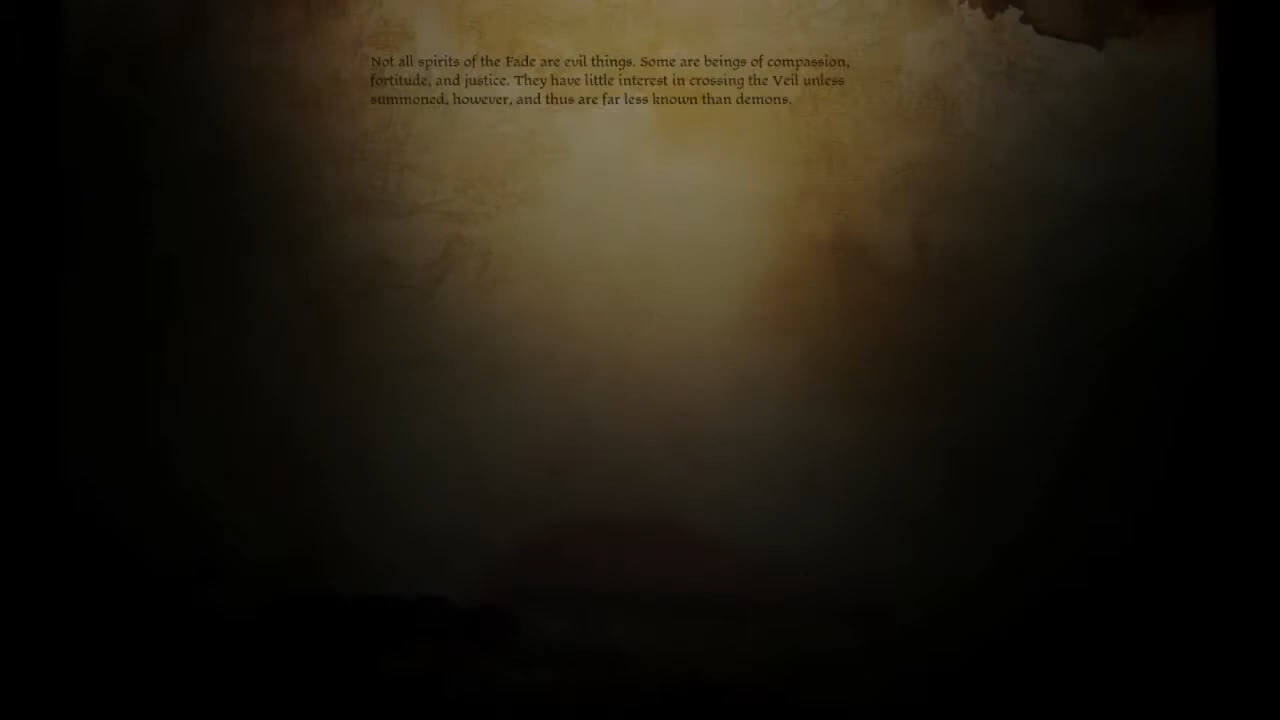 Not all spirits of the Fade are evil things. Some are beings of compassion,
fortitude, and justice. They have little interest in crossing the Veil unless
summoned, however, and thus are far less known than demons.